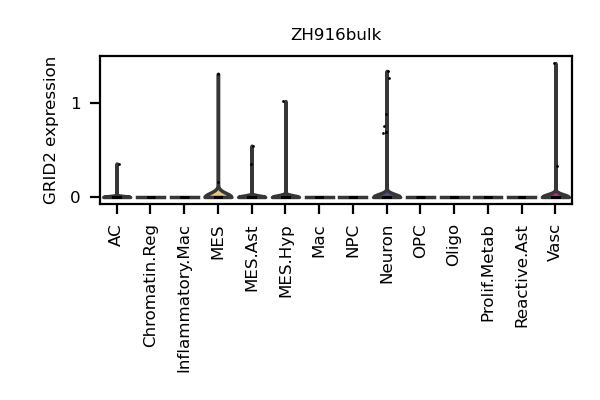 ZH916bulk
GRID2 expression
1
0
AC
Chromatin.Reg
Inflammatory.Mac
MES
MES.Ast
MES.Hyp
Mac
NPC
Neuron
OPC
Oligo
Prolif.Metab
Reactive.Ast
Vasc